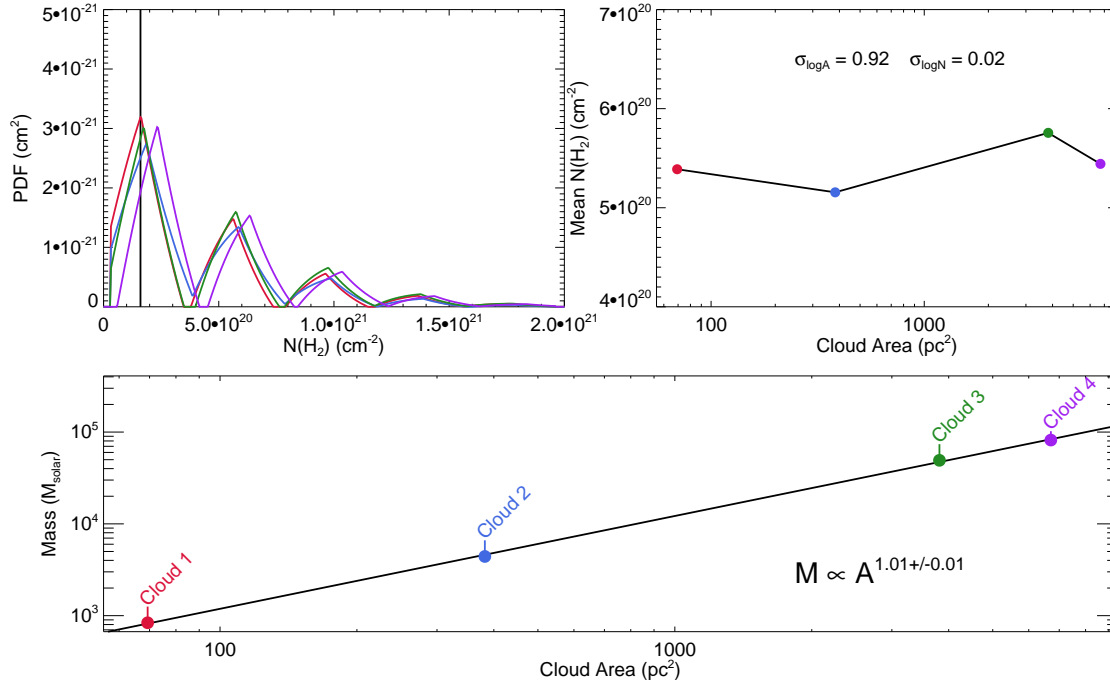 5•10⁻²¹
4•10⁻²¹
3•10⁻²¹
2•10⁻²¹
1•10⁻²¹
0
PDF (cm²)
0
5.0•10²⁰
1.0•10²¹
1.5•10²¹
2.0•10²¹
N(H₂) (cm⁻²)
7•10²⁰
6•10²⁰
5•10²⁰
4•10²⁰
Mean N(H₂) (cm⁻²)
σlogA = 0.92 σlogN = 0.02
100
1000
Cloud Area (pc²)
10⁵
10⁴
10³
Mass (Msolar)
Cloud 1
Cloud 2
Cloud 3
Cloud 4
M ∝ A¹·⁰¹⁺/⁻⁰·⁰¹
100
1000
Cloud Area (pc²)